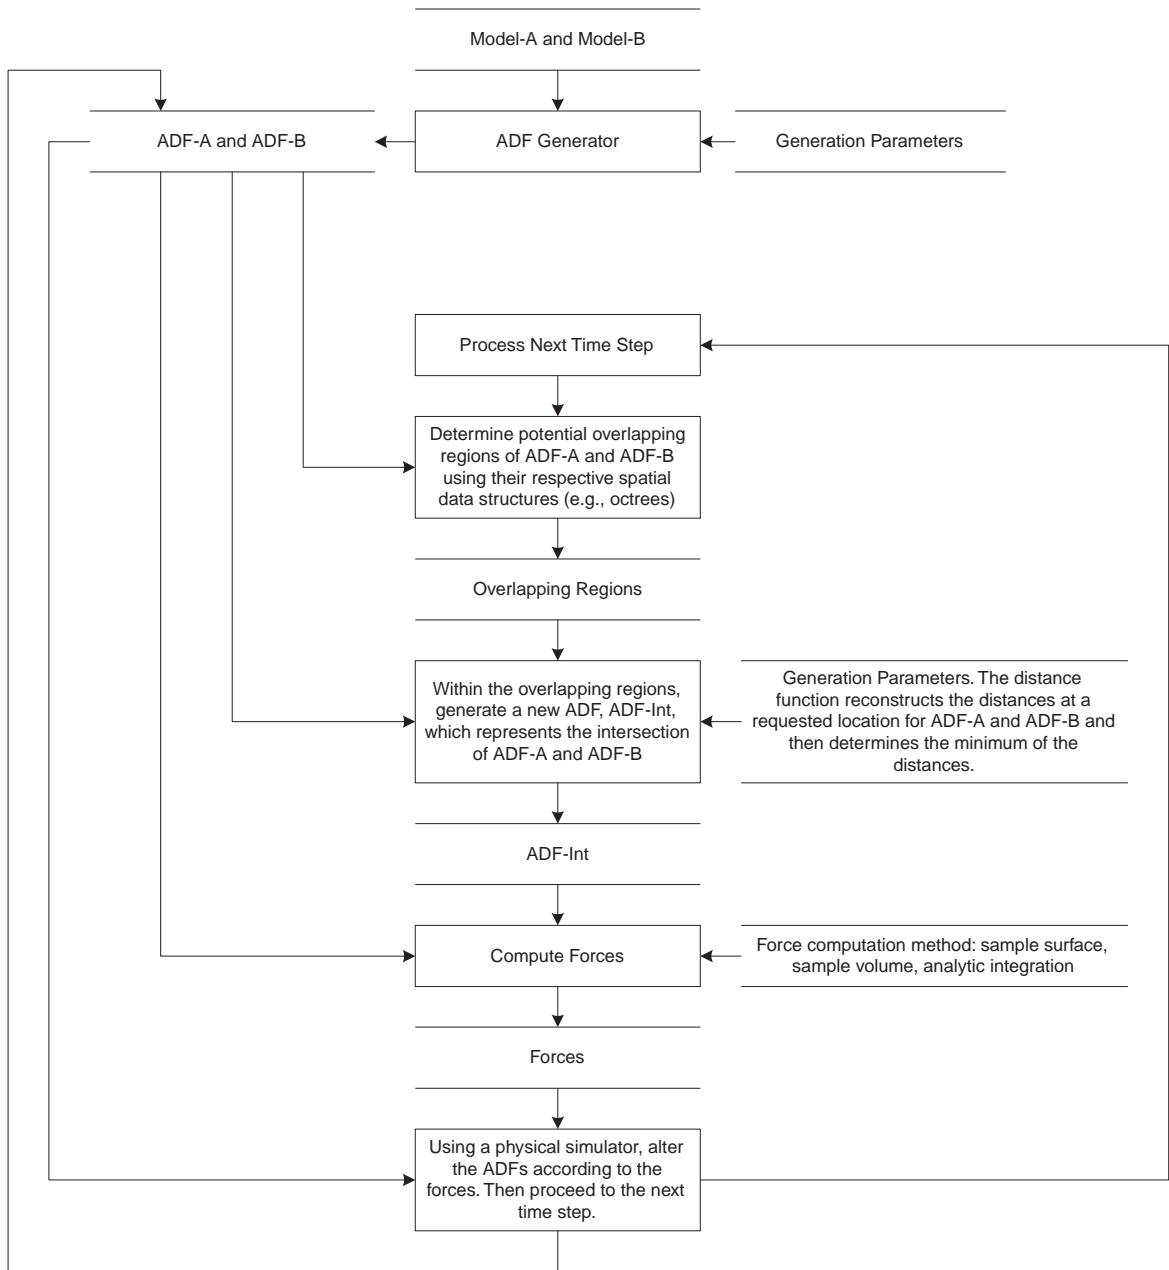 Model-A and Model-B
ADF-A and ADF-B
ADF Generator
Generation Parameters
Process Next Time Step
Determine potential overlapping
regions of ADF-A and ADF-B
using their respective spatial
data structures (e.g., octrees)
Overlapping Regions
Within the overlapping regions,
generate a new ADF, ADF-Int,
which represents the intersection
of ADF-A and ADF-B
Generation Parameters. The distance
function reconstructs the distances at a
requested location for ADF-A and ADF-B and
then determines the minimum of the
distances.
ADF-Int
Compute Forces
Force computation method: sample surface,
sample volume, analytic integration
Forces
Using a physical simulator, alter
the ADFs according to the
forces. Then proceed to the next
time step.